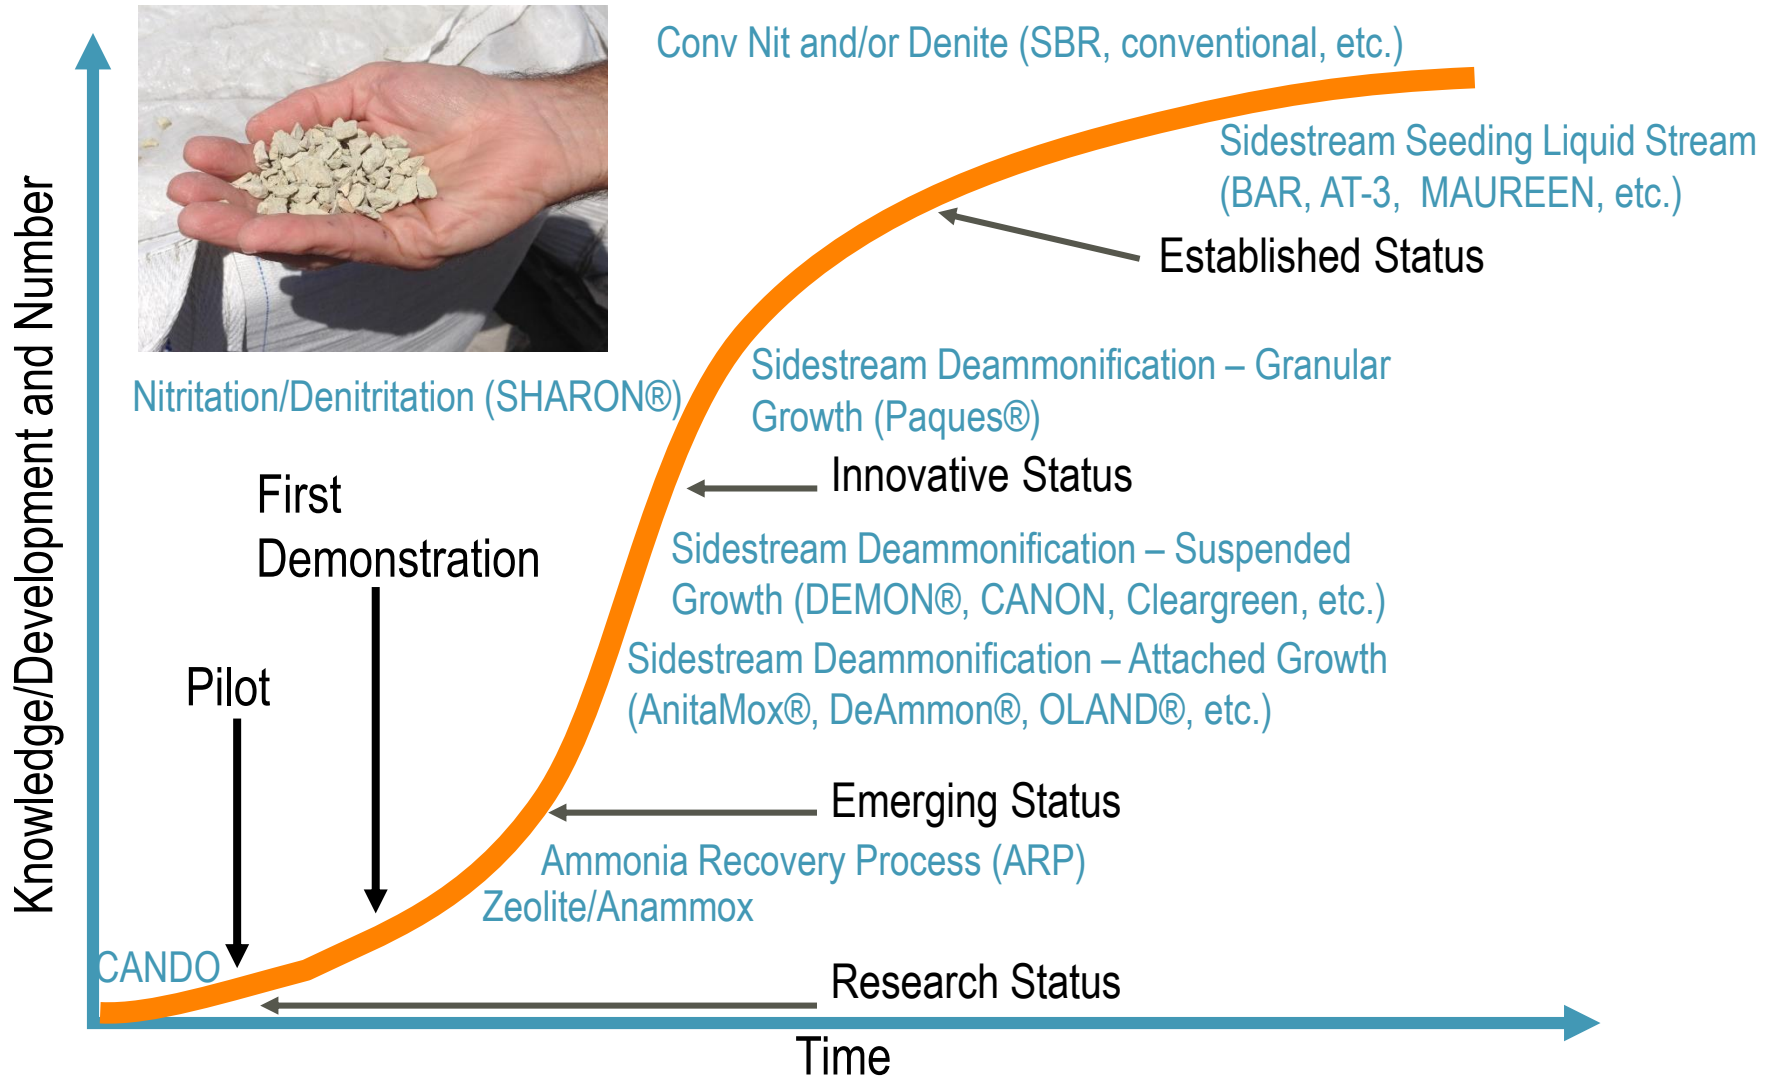 Conv Nit and/or Denite (SBR, conventional, etc.)
Sidestream Seeding Liquid Stream
(BAR, AT-3, MAUREEN, etc.)
Established Status
Sidestream Deammonification – Granular
Growth (Paques®)
Nitritation/Denitritation (SHARON®)
Innovative Status
First
Demonstration
Sidestream Deammonification – Suspended
Growth (DEMON®, CANON, Cleargreen, etc.)
Sidestream Deammonification – Attached Growth
(AnitaMox®, DeAmmon®, OLAND®, etc.)
Pilot
Emerging Status
Ammonia Recovery Process (ARP)
Zeolite/Anammox
CANDO
Research Status
Time
Knowledge/Development and Number